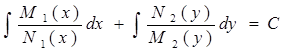 ∫ M₁(x)/N₁(x) dx + ∫ N₂(y)/M₂(y) dy = C